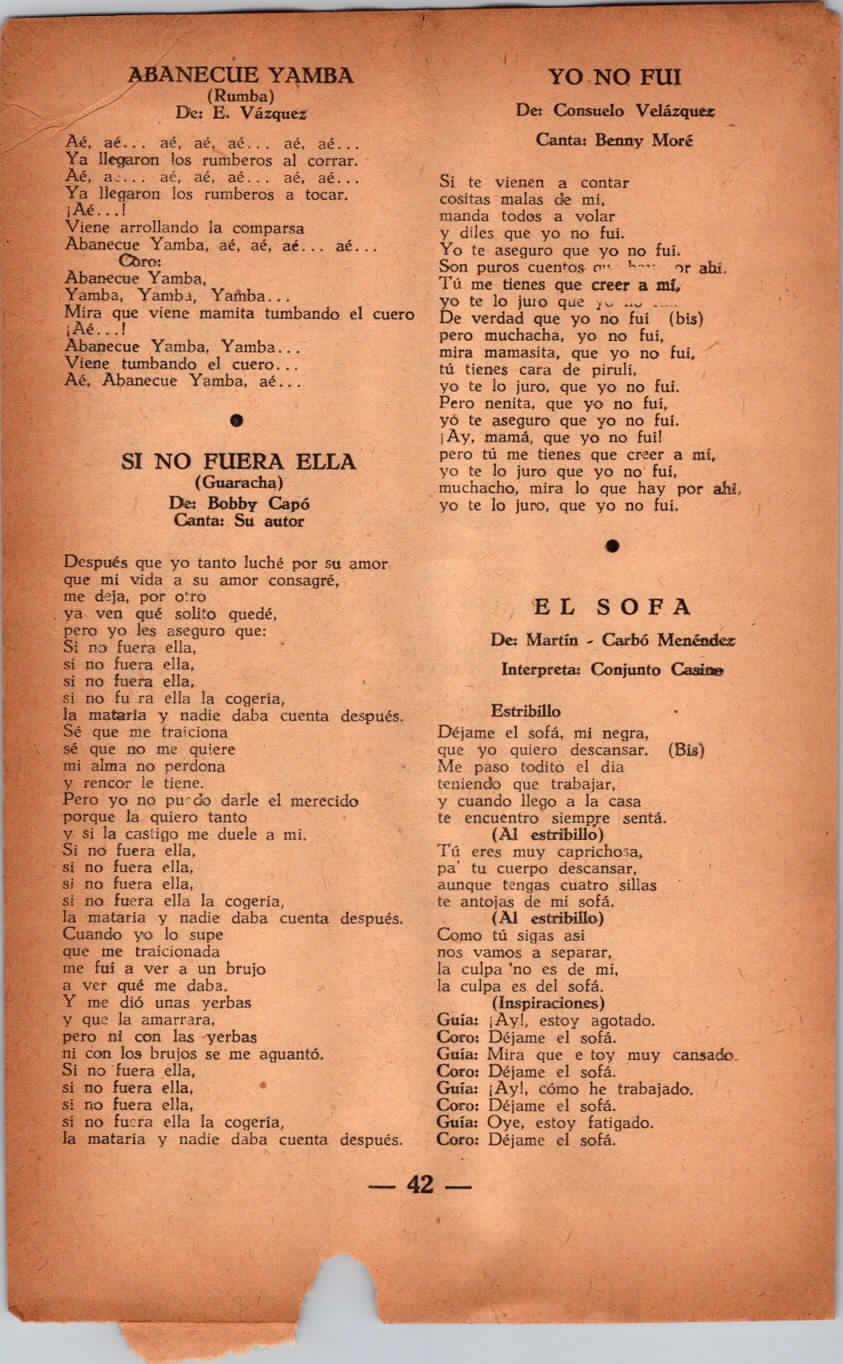 ABANECUE YAMBA
(Rumba)
De: E. Vázquez
Aé, aé... aé, aé, aé... aé, aé...
Ya llegaron los rumberos al corrar.
Aé, a... aé, aé, aé... aé, aé...
Ya llegaron los rumberos a tocar.
¡Aé...!
Viene arrollando la comparsa
Abanecue Yamba, aé, aé, aé... aé...
Coro:
Abanecue Yamba,
Yamba, Yamba, Yamba...
Mira que viene mamita tumbando el cuero
¡Aé...!
Abanecue Yamba, Yamba...
Viene tumbando el cuero...
Aé, Abanecue Yamba, aé...
SI NO FUERA ELLA
(Guaracha)
De: Bobby Capó
Canta: Su autor
Después que yo tanto luché por su amor
que mi vida a su amor consagré,
me deja, por otro
ya ven qué solito quedé,
pero yo les aseguro que:
Si no fuera ella,
si no fuera ella,
si no fuera ella,
si no fu ra ella la cogería,
la mataría y nadie daba cuenta después.
Sé que me traiciona
sé que no me quiere
mi alma no perdona
y rencor le tiene.
Pero yo no puedo darle el merecido
porque la quiero tanto
y si la castigo me duele a mi.
Si no fuera ella,
si no fuera ella,
si no fuera ella,
si no fuera ella la cogería,
la mataría y nadie daba cuenta después.
Cuando yo lo supe
que me traicionada
me fuí a ver a un brujo
a ver qué me daba.
Y me dió unas yerbas
y que la amarrara,
pero ni con las yerbas
ni con los brujos se me aguantó.
Si no fuera ella,
si no fuera ella,
si no fuera ella,
si no fuera ella la cogería,
la mataría y nadie daba cuenta después.
YO NO FUI
De: Consuelo Velázquez
Canta: Benny Moré
Si te vienen a contar
cositas malas de mí,
manda todos a volar
y diles que yo no fuí.
Yo te aseguro que yo no fuí.
Son puros cuentos or ahí.
Tú me tienes que creer a mí,
yo te lo juro que
De verdad que yo no fuí (bis)
pero muchacha, yo no fuí,
mira mamasita, que yo no fuí,
tú tienes cara de pirulí,
yo te lo juro, que yo no fuí.
Pero nenita, que yo no fuí,
yó te aseguro que yo no fuí.
¡Ay, mamá, que yo no fuí!
pero tú me tienes que creer a mí,
yo te lo juro que yo no fuí,
muchacho, mira lo que hay por ahí,
yo te lo juro, que yo no fuí.
EL SOFA
De: Martín - Carbó Menéndez
Interpreta: Conjunto Casino
Estribillo
Déjame el sofá, mi negra,
que yo quiero descansar. (Bis)
Me paso todito el día
teniendo que trabajar,
y cuando llego a la casa
te encuentro siempre sentá.
(Al estribillo)
Tú eres muy caprichosa,
pa' tu cuerpo descansar,
aunque tengas cuatro sillas
te antojas de mi sofá.
(Al estribillo)
Como tú sigas asi
nos vamos a separar,
la culpa 'no es de mí,
la culpa es del sofá.
(Inspiraciones)
Guía: ¡Ay!, estoy agotado.
Coro: Déjame el sofá.
Guía: Mira que e toy muy cansado.
Coro: Déjame el sofá.
Guía: ¡Ay!, cómo he trabajado.
Coro: Déjame el sofá.
Guía: Oye, estoy fatigado.
Coro: Déjame el sofá.
— 42 —